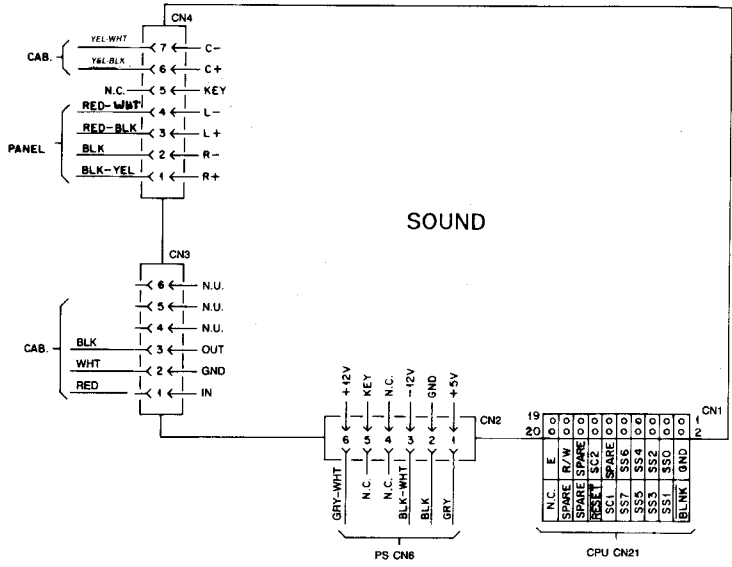 CN4
YEL-WHT 7 C-
CAB.
YEL-BLK 6 C+
N.C. 5 KEY
RED-WHT 4 L-
RED-BLK 3 L+
PANEL
BLK 2 R-
BLK-YEL 1 R+
SOUND
CN3
6 N.U.
5 N.U.
4 N.U.
CAB.
BLK 3 OUT
WHT 2 GND
RED 1 IN
+12V KEY N.C. -12V GND +5V
CN2
6 5 4 3 2 1
GRY-WHT N.C. N.C. BLK-WHT BLK GRY
PS CN6
CN1
19 1
20 2
E R/W SPARE SC2 SPARE SS6 SS4 SS2 SS0 GND
N.C. SPARE SPARE RESET SC1 SS7 SS5 SS3 SS1 BLNK
CPU CN21